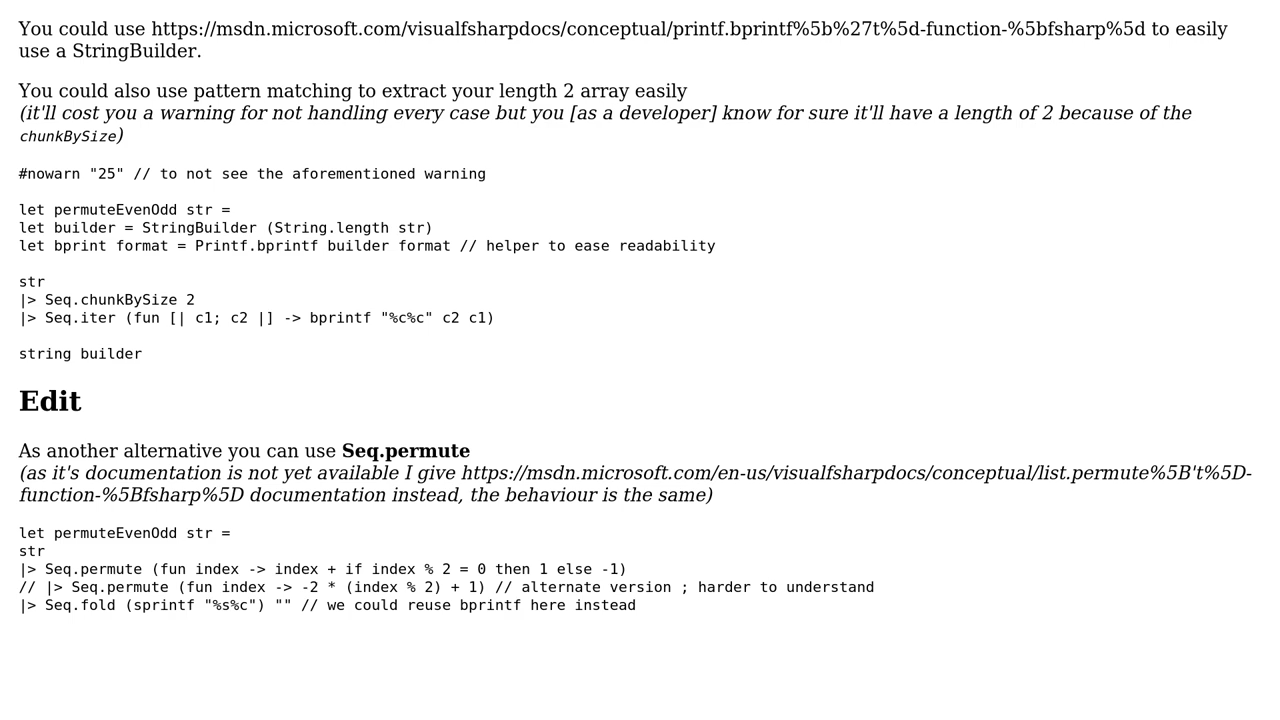 You could use https://msdn.microsoft.com/visualfsharpdocs/conceptual/printf.bprintf%5b%27t%5d-function-%5bfsharp%5d to easily
use a StringBuilder.
You could also use pattern matching to extract your length 2 array easily
(it'll cost you a warning for not handling every case but you [as a developer] know for sure it'll have a length of 2 because of the
chunkBySize)
#nowarn "25" // to not see the aforementioned warning
let permuteEvenOdd str =
let builder = StringBuilder (String.length str)
let bprint format = Printf.bprintf builder format // helper to ease readability
str
|> Seq.chunkBySize 2
|> Seq.iter (fun [| c1; c2 |] -> bprintf "%c%c" c2 c1)
string builder
Edit
As another alternative you can use Seq.permute
(as it's documentation is not yet available I give https://msdn.microsoft.com/en-us/visualfsharpdocs/conceptual/list.permute%5B't%5D-
function-%5Bfsharp%5D documentation instead, the behaviour is the same)
let permuteEvenOdd str =
str
|> Seq.permute (fun index -> index + if index % 2 = 0 then 1 else -1)
// |> Seq.permute (fun index -> -2 * (index % 2) + 1) // alternate version ; harder to understand
|> Seq.fold (sprintf "%s%c") "" // we could reuse bprintf here instead